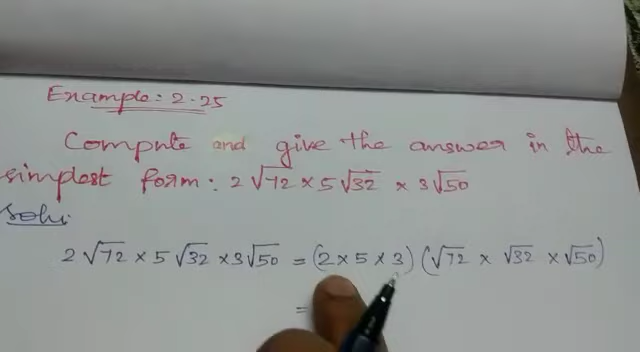 Example: 2.25
Compute and give the answer in the
simplest form: 2√72 × 5√32 × 3√50
Soln:
2√72 × 5√32 × 3√50 = (2 × 5 × 3) (√72 × √32 × √50)
=